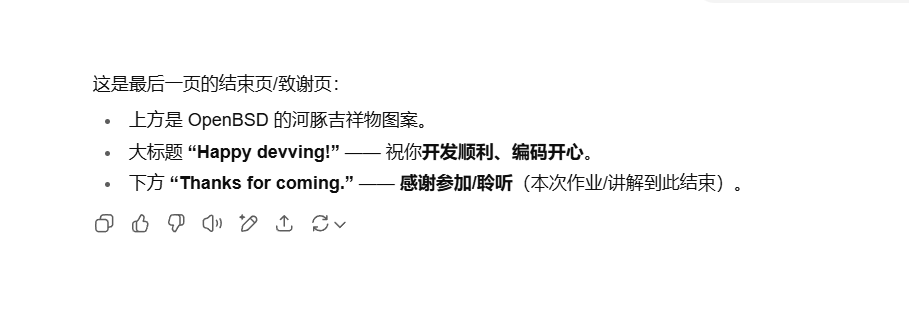 这是最后一页的结束页/致谢页：
• 上方是 OpenBSD 的河豚吉祥物图案。
• 大标题 “Happy devving!” —— 祝你开发顺利、编码开心。
• 下方 “Thanks for coming.” —— 感谢参加/聆听（本次作业/讲解到此结束）。